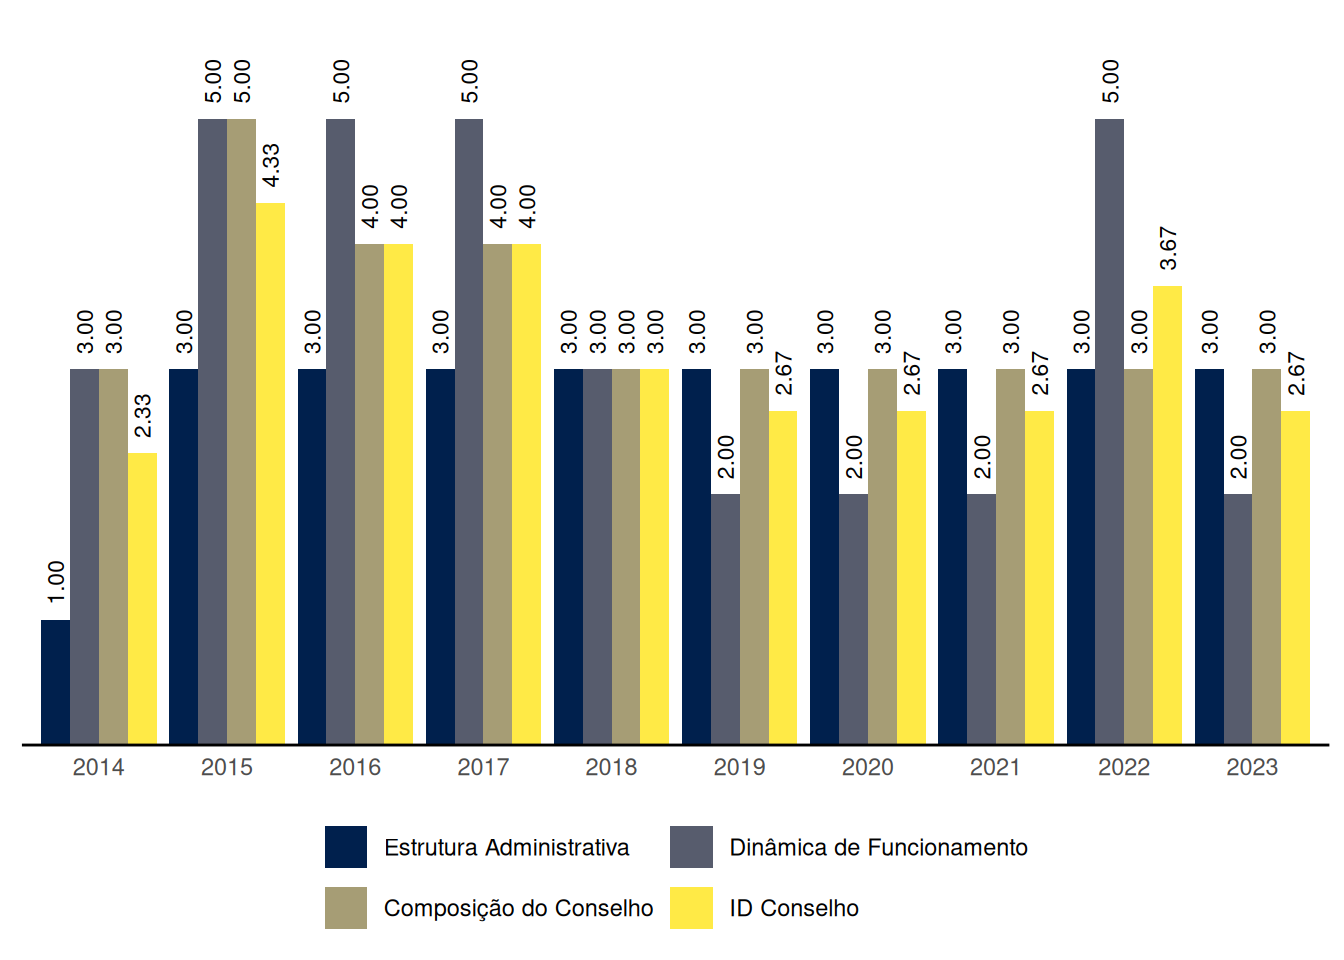 5.00 5.00 5.00 5.00 5.00
4.33
4.00 4.00 4.00 4.00
3.67
3.00 3.00 3.00 3.00 3.00 3.00 3.00 3.00 3.00 3.00 3.00 3.00 3.00 3.00 3.00 3.00 3.00 3.00 3.00
2.67 2.67 2.67 2.67
2.33
2.00 2.00 2.00 2.00
1.00
2014 2015 2016 2017 2018 2019 2020 2021 2022 2023
Estrutura Administrativa Dinâmica de Funcionamento
Composição do Conselho ID Conselho